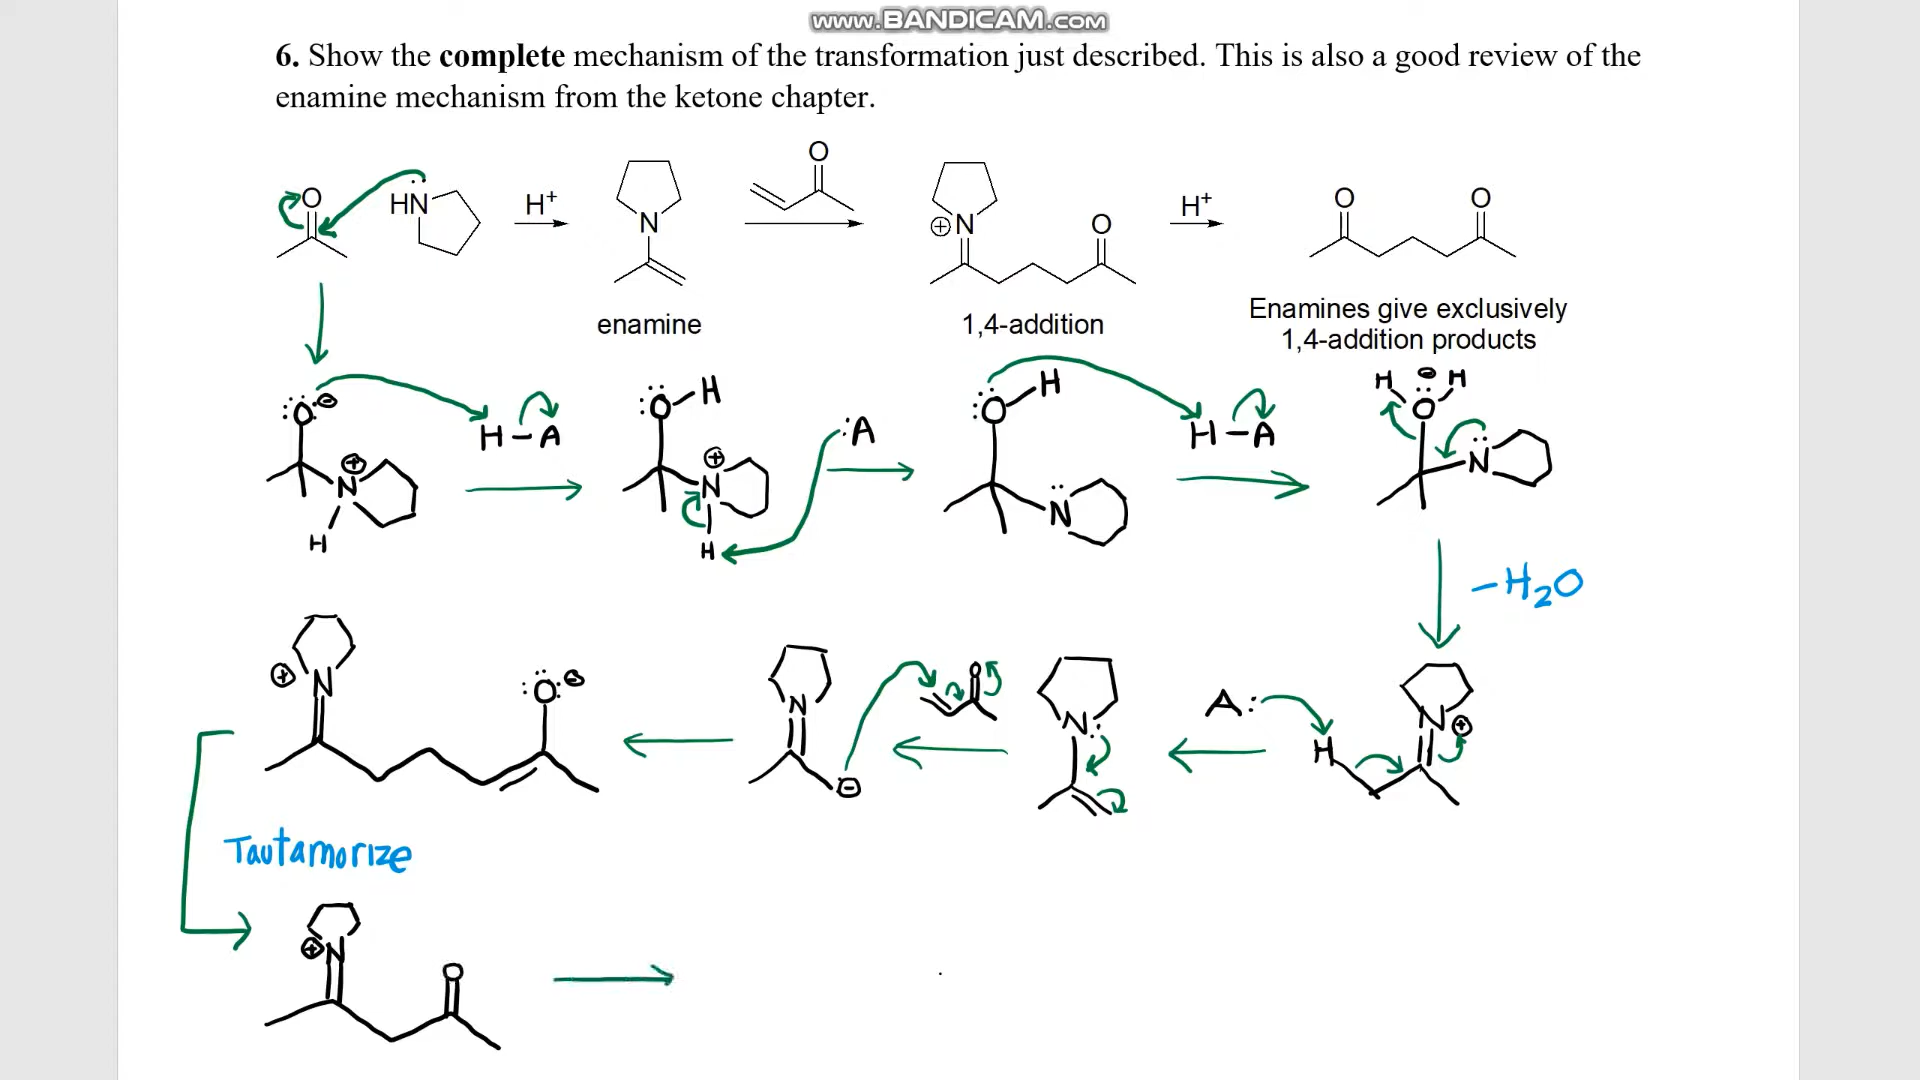 www.BANDICAM.com
6. Show the complete mechanism of the transformation just described. This is also a good review of the
enamine mechanism from the ketone chapter.
O HN H+ N O ⊕N O H+ O O
enamine 1,4-addition Enamines give exclusively
1,4-addition products
:O:⊖ H-A :O-H :A :O-H H-A H ⊖ H
O
⊕ N H ⊕ N H N N
-H2O
⊕ N :O:⊖ N ⊖ O N: A: H N ⊕
Tautamorize
⊕ N O